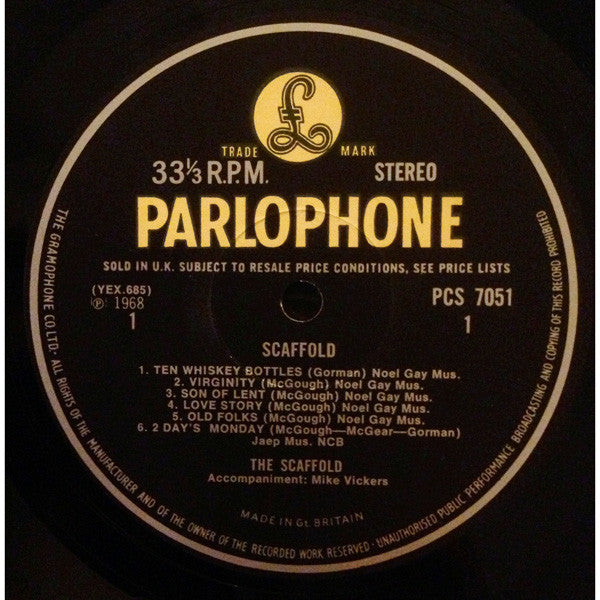 TRADE MARK
33⅓ R.P.M. STEREO
PARLOPHONE
SOLD IN U.K. SUBJECT TO RESALE PRICE CONDITIONS, SEE PRICE LISTS
(YEX.685) PCS 7051
℗ 1968
1 1
SCAFFOLD
1. TEN WHISKEY BOTTLES (Gorman) Noel Gay Mus.
2. VIRGINITY (McGough) Noel Gay Mus.
3. SON OF LENT (McGough) Noel Gay Mus.
4. LOVE STORY (McGough) Noel Gay Mus.
5. OLD FOLKS (McGough) Noel Gay Mus.
6. 2 DAY'S MONDAY (McGough—McGear—Gorman)
Jaep Mus. NCB
THE SCAFFOLD
Accompaniment: Mike Vickers
MADE IN Gt. BRITAIN
THE GRAMOPHONE CO. LTD. · ALL RIGHTS OF THE MANUFACTURER AND OF THE OWNER OF THE RECORDED WORK RESERVED · UNAUTHORISED PUBLIC PERFORMANCE BROADCASTING AND COPYING OF THIS RECORD PROHIBITED